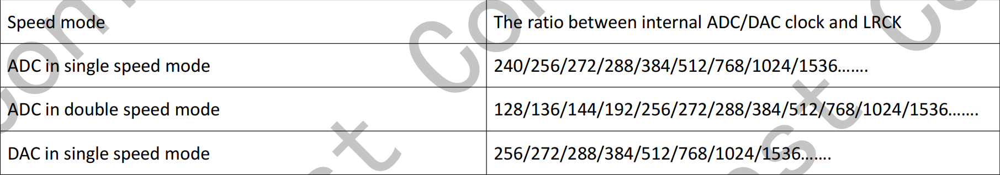 Speed mode
The ratio between internal ADC/DAC clock and LRCK
ADC in single speed mode
240/256/272/288/384/512/768/1024/1536.......
ADC in double speed mode
128/136/144/192/256/272/288/384/512/768/1024/1536.......
DAC in single speed mode
256/272/288/384/512/768/1024/1536.......